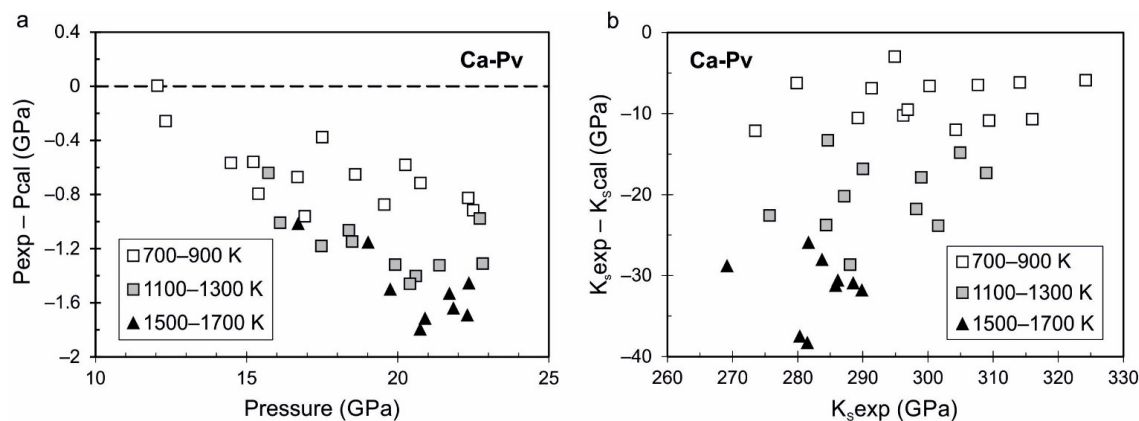 a
Ca-Pv
0.4
0
–0.4
–0.8
–1.2
–1.6
–2
Pexp – Pcal (GPa)
700–900 K
1100–1300 K
1500–1700 K
10
15
20
25
Pressure (GPa)
b
Ca-Pv
0
–10
–20
–30
–40
Kₛexp – Kₛcal (GPa)
700–900 K
1100–1300 K
1500–1700 K
260
270
280
290
300
310
320
330
Kₛexp (GPa)